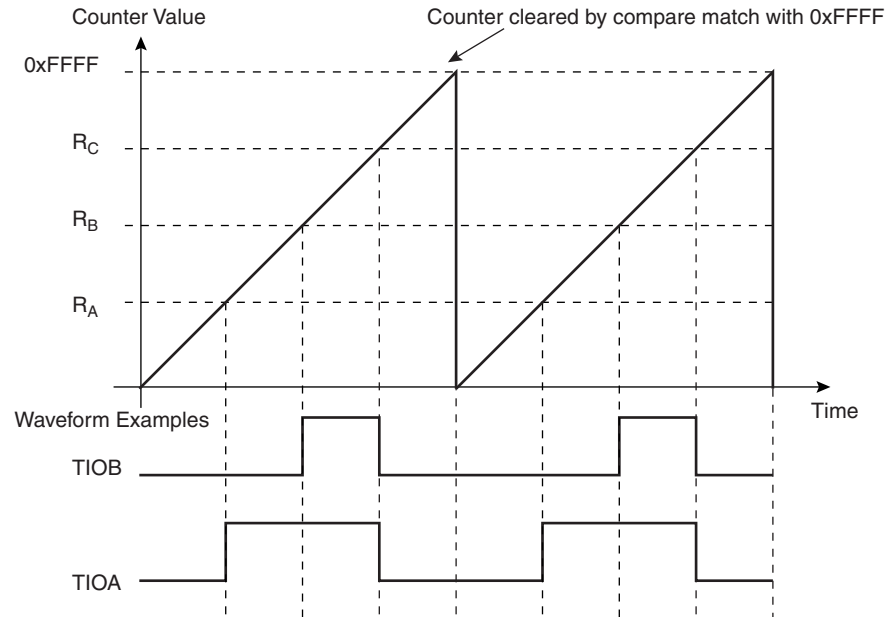 Counter Value
Counter cleared by compare match with 0xFFFF
0xFFFF
RC
RB
RA
Time
Waveform Examples
TIOB
TIOA